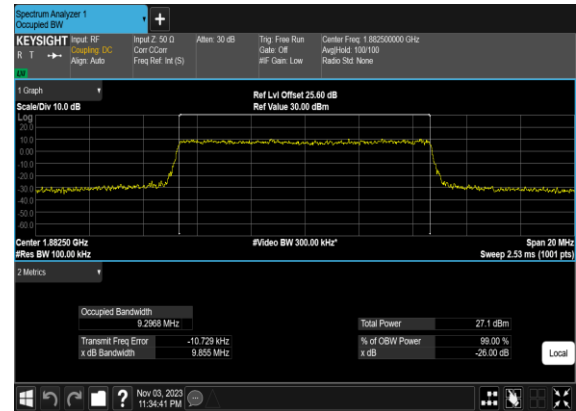 Spectrum Analyzer 1
Occupied BW
+
KEYSIGHT
R T
LXI
Input: RF
Coupling: DC
Align: Auto
Input Z: 50 Ω
Corr CCorr
Freq Ref: Int (S)
Atten: 30 dB
Trig: Free Run
Gate: Off
#IF Gain: Low
Center Freq: 1.882500000 GHz
Avg|Hold: 100/100
Radio Std: None
1 Graph
Scale/Div 10.0 dB
Ref Lvl Offset 25.60 dB
Ref Value 30.00 dBm
Log
20.0
10.0
0.00
-10.0
-20.0
-30.0
-40.0
-50.0
-60.0
Center 1.88250 GHz
#Res BW 100.00 kHz
#Video BW 300.00 kHz*
Span 20 MHz
Sweep 2.53 ms (1001 pts)
2 Metrics
Occupied Bandwidth
9.2968 MHz
Total Power 27.1 dBm
Transmit Freq Error -10.729 kHz
x dB Bandwidth 9.855 MHz
% of OBW Power 99.00 %
x dB -26.00 dB
Local
?
Nov 03, 2023
11:34:41 PM